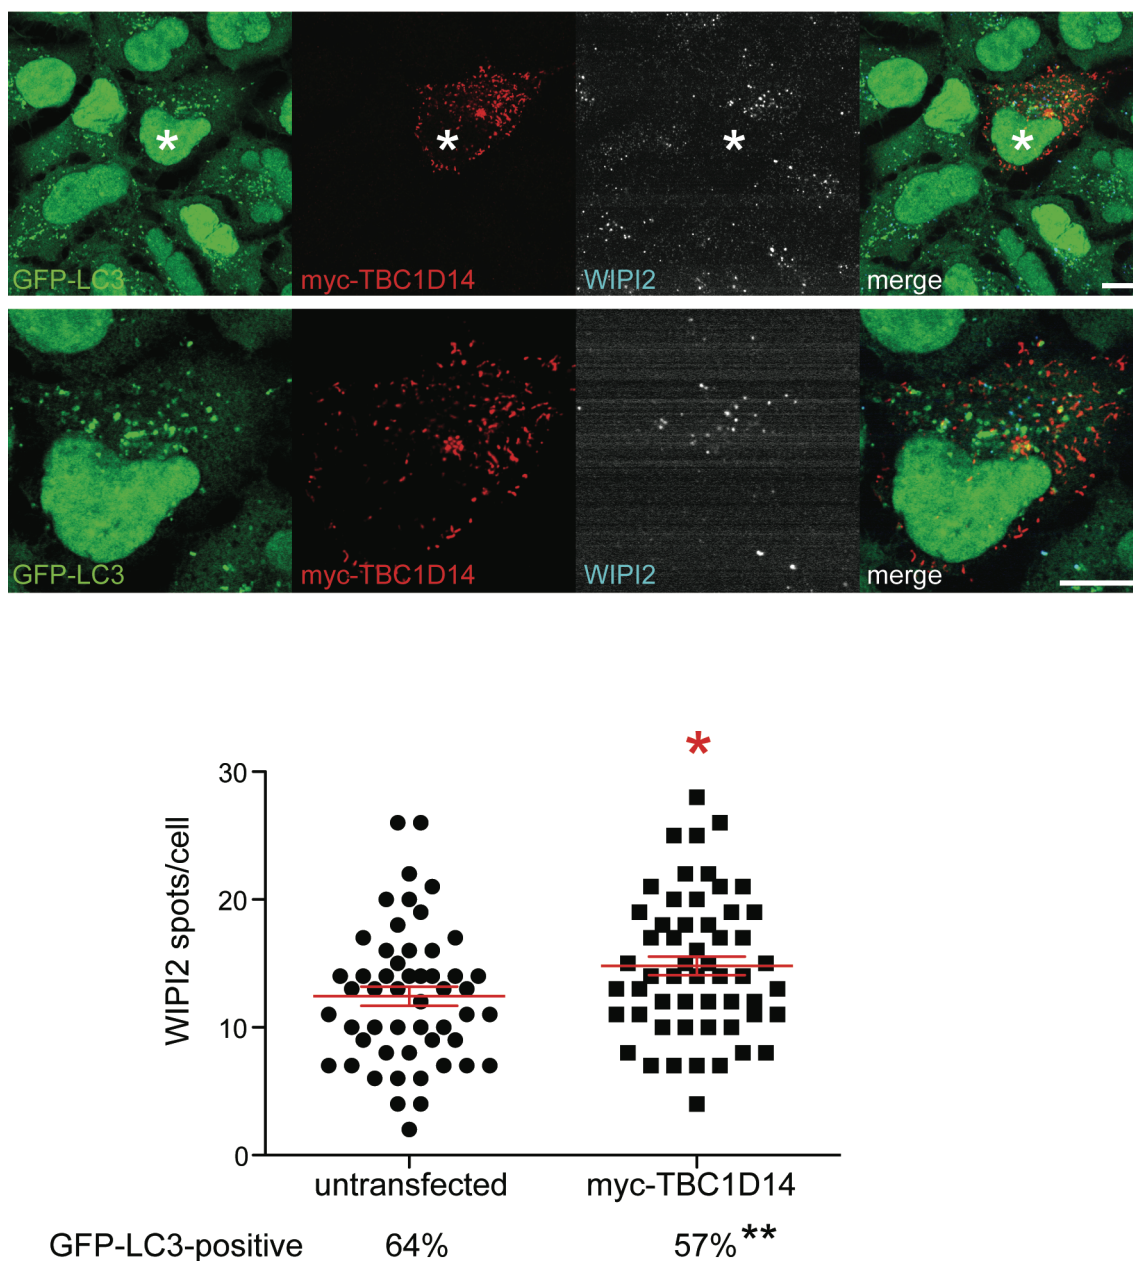 GFP-LC3 myc-TBC1D14 WIPI2 merge
GFP-LC3 myc-TBC1D14 WIPI2 merge
*
30
20
10
0
WIPI2 spots/cell
untransfected myc-TBC1D14
GFP-LC3-positive 64% 57%**